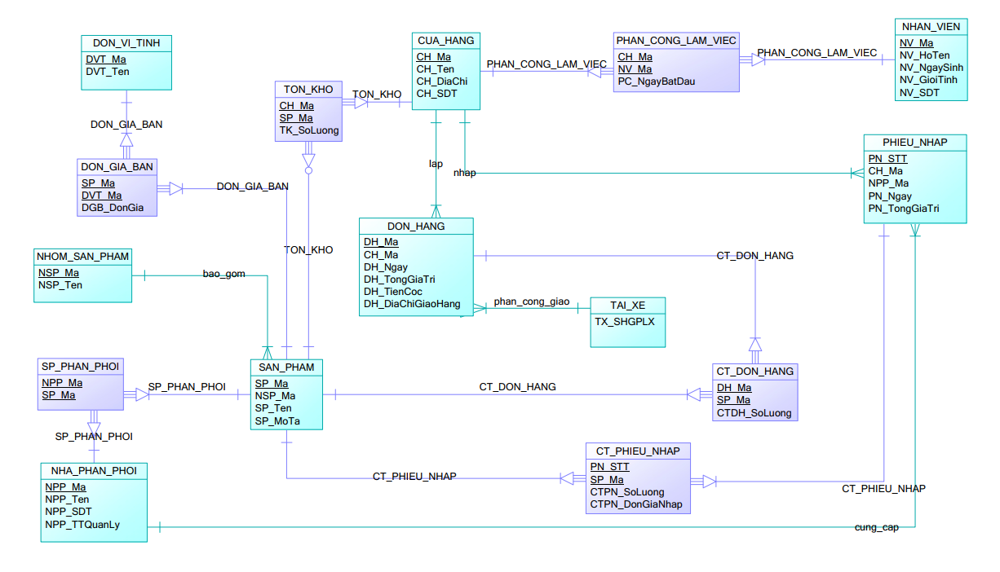 DON_VI_TINH
DVT_Ma
DVT_Ten
DON_GIA_BAN
DON_GIA_BAN
SP_Ma
DVT_Ma
DGB_DonGia
DON_GIA_BAN
TON_KHO
CH_Ma
SP_Ma
TK_SoLuong
TON_KHO
TON_KHO
CUA_HANG
CH_Ma
CH_Ten
CH_DiaChi
CH_SDT
PHAN_CONG_LAM_VIEC
PHAN_CONG_LAM_VIEC
CH_Ma
NV_Ma
PC_NgayBatDau
PHAN_CONG_LAM_VIEC
NHAN_VIEN
NV_Ma
NV_HoTen
NV_NgaySinh
NV_GioiTinh
NV_SDT
lap
nhap
PHIEU_NHAP
PN_STT
CH_Ma
NPP_Ma
PN_Ngay
PN_TongGiaTri
NHOM_SAN_PHAM
NSP_Ma
NSP_Ten
bao_gom
DON_HANG
DH_Ma
CH_Ma
DH_Ngay
DH_TongGiaTri
DH_TienCoc
DH_DiaChiGiaoHang
CT_DON_HANG
phan_cong_giao
TAI_XE
TX_SHGPLX
SP_PHAN_PHOI
NPP_Ma
SP_Ma
SP_PHAN_PHOI
SP_PHAN_PHOI
SAN_PHAM
SP_Ma
NSP_Ma
SP_Ten
SP_MoTa
CT_DON_HANG
CT_DON_HANG
DH_Ma
SP_Ma
CTDH_SoLuong
NHA_PHAN_PHOI
NPP_Ma
NPP_Ten
NPP_SDT
NPP_TTQuanLy
CT_PHIEU_NHAP
CT_PHIEU_NHAP
PN_STT
SP_Ma
CTPN_SoLuong
CTPN_DonGiaNhap
CT_PHIEU_NHAP
cung_cap